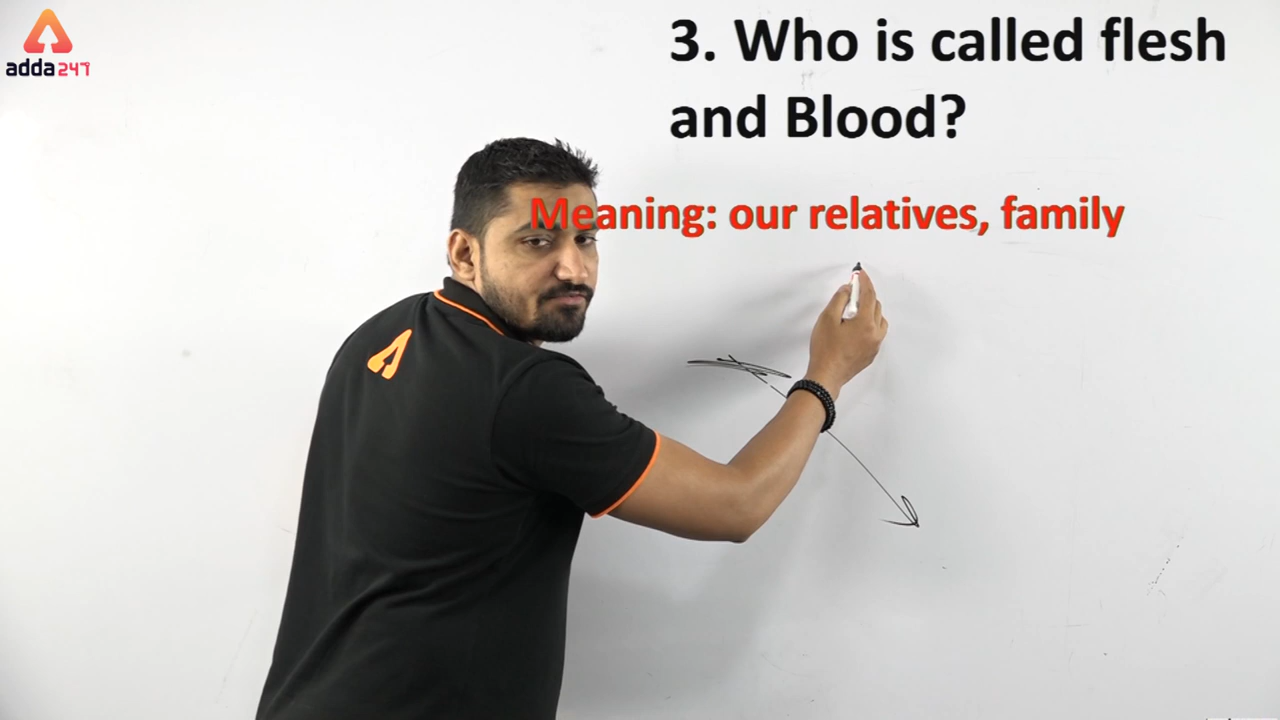 adda247
3. Who is called flesh
and Blood?
Meaning: our relatives, family